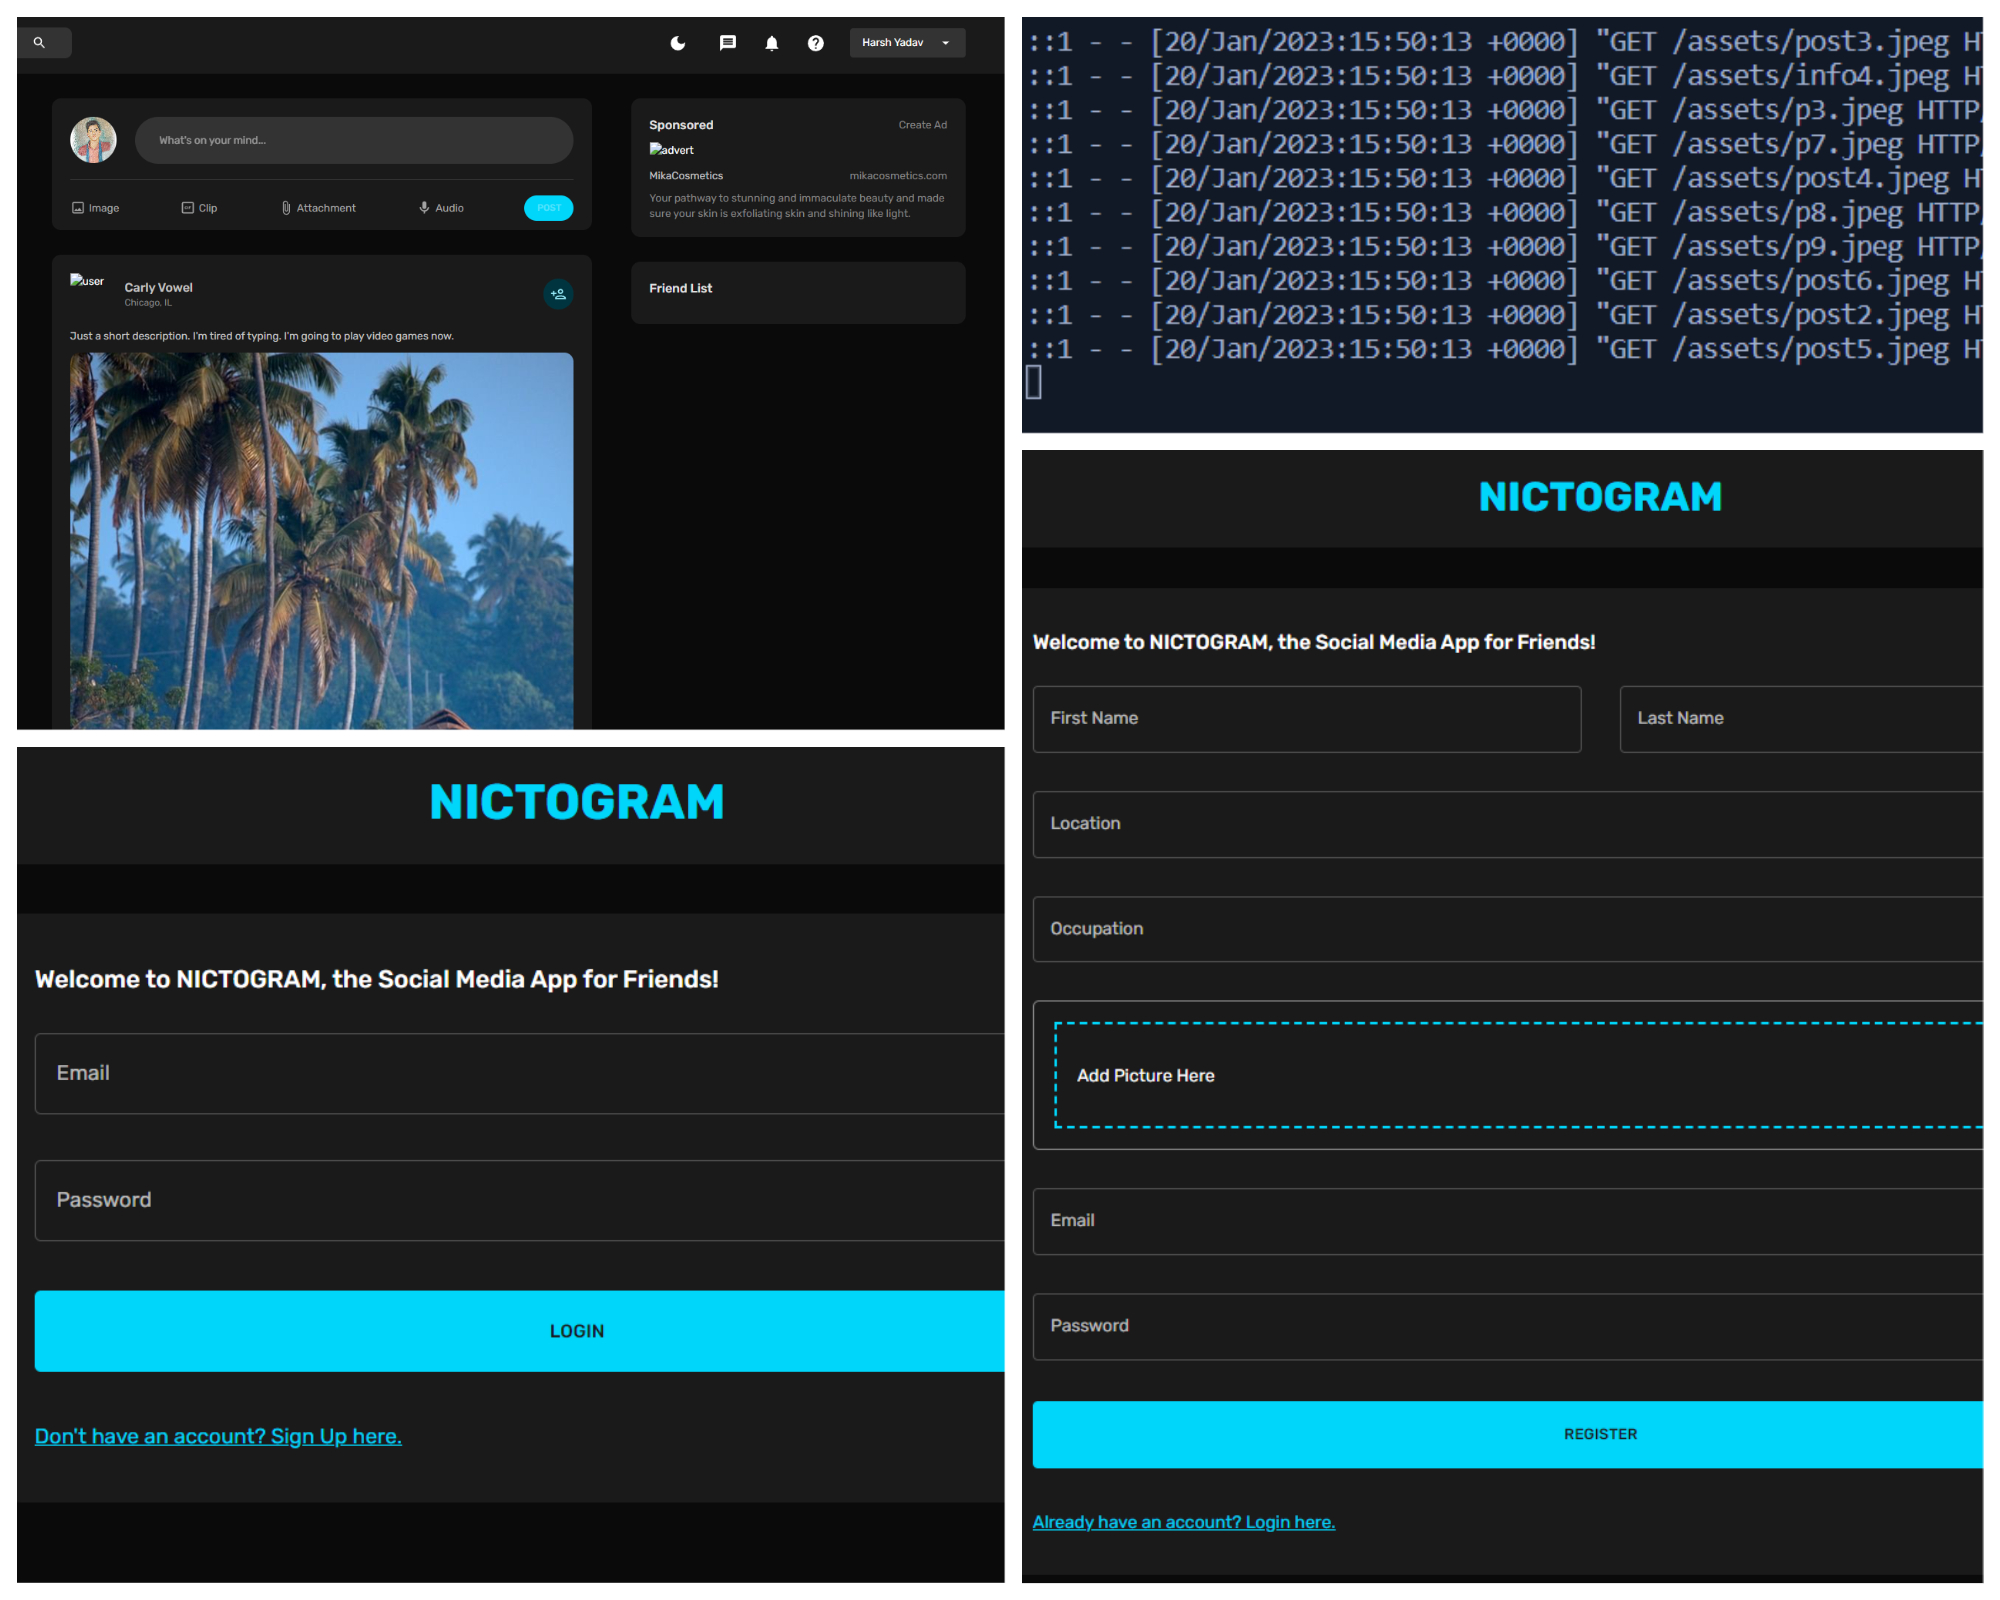 Harsh Yadav
What's on your mind...
Image Clip Attachment Audio POST
user
Carly Vowel
Chicago, IL
Just a short description. I'm tired of typing. I'm going to play video games now.
Sponsored Create Ad
advert
MikaCosmetics mikacosmetics.com
Your pathway to stunning and immaculate beauty and made
sure your skin is exfoliating skin and shining like light.
Friend List
::1 - - [20/Jan/2023:15:50:13 +0000] "GET /assets/post3.jpeg
::1 - - [20/Jan/2023:15:50:13 +0000] "GET /assets/info4.jpeg
::1 - - [20/Jan/2023:15:50:13 +0000] "GET /assets/p3.jpeg HTTP
::1 - - [20/Jan/2023:15:50:13 +0000] "GET /assets/p7.jpeg HTTP
::1 - - [20/Jan/2023:15:50:13 +0000] "GET /assets/post4.jpeg
::1 - - [20/Jan/2023:15:50:13 +0000] "GET /assets/p8.jpeg HTTP
::1 - - [20/Jan/2023:15:50:13 +0000] "GET /assets/p9.jpeg HTTP
::1 - - [20/Jan/2023:15:50:13 +0000] "GET /assets/post6.jpeg
::1 - - [20/Jan/2023:15:50:13 +0000] "GET /assets/post2.jpeg
::1 - - [20/Jan/2023:15:50:13 +0000] "GET /assets/post5.jpeg
NICTOGRAM
Welcome to NICTOGRAM, the Social Media App for Friends!
Email
Password
LOGIN
Don't have an account? Sign Up here.
NICTOGRAM
Welcome to NICTOGRAM, the Social Media App for Friends!
First Name Last Name
Location
Occupation
Add Picture Here
Email
Password
REGISTER
Already have an account? Login here.